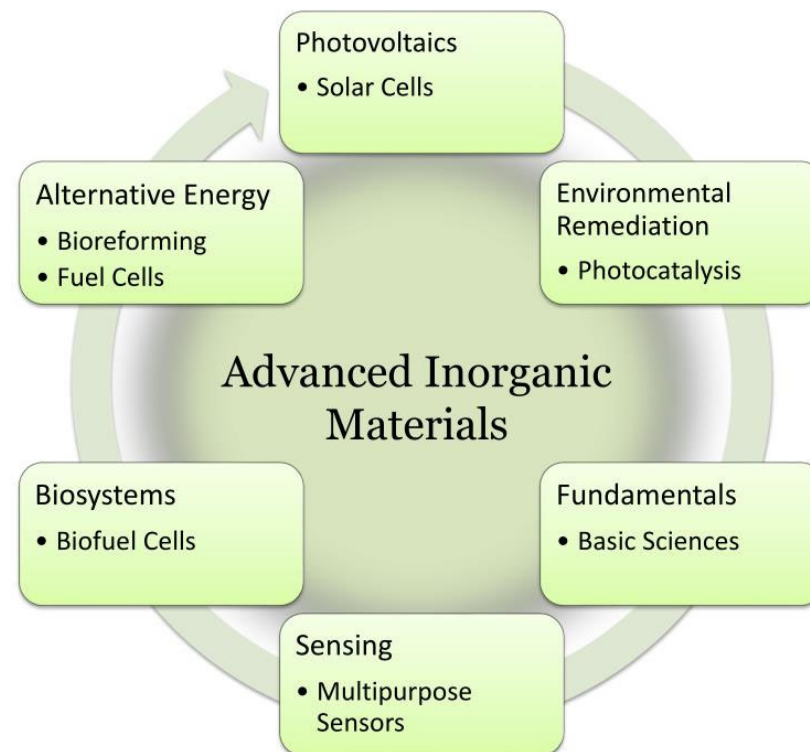 Photovoltaics
• Solar Cells
Environmental
Remediation
• Photocatalysis
Fundamentals
• Basic Sciences
Sensing
• Multipurpose
Sensors
Biosystems
• Biofuel Cells
Alternative Energy
• Bioreforming
• Fuel Cells
Advanced Inorganic
Materials